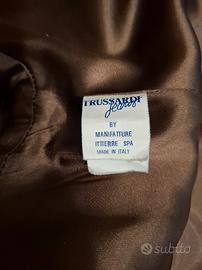 TRUSSARDI
Jeans
BY
MANIFATTURE
ITTIERRE SPA
MADE IN ITALY
subito